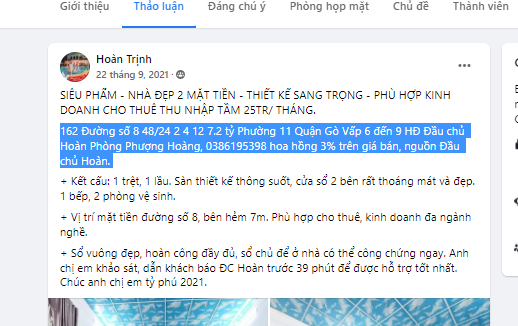 Giới thiệu Thảo luận Đáng chú ý Phòng họp mặt Chủ đề Thành viên
Hoàn Trịnh
22 tháng 9, 2021 ·
SIÊU PHẨM - NHÀ ĐẸP 2 MẶT TIỀN - THIẾT KẾ SANG TRỌNG - PHÙ HỢP KINH
DOANH CHO THUÊ THU NHẬP TẦM 25TR/ THÁNG.
162 Đường số 8 48/24 2 4 12 7.2 tỷ Phường 11 Quận Gò Vấp 6 đến 9 HĐ Đầu chủ
Hoàn Phòng Phượng Hoàng, 0386195398 hoa hồng 3% trên giá bán, nguồn Đầu
chủ Hoàn.
+ Kết cấu: 1 trệt, 1 lầu. Sàn thiết kế thông suốt, cửa sổ 2 bên rất thoáng mát và đẹp.
1 bếp, 2 phòng vệ sinh.
+ Vị trí mặt tiền đường số 8, bên hẻm 7m. Phù hợp cho thuê, kinh doanh đa ngành
nghề.
+ Sổ vuông đẹp, hoàn công đầy đủ, sổ chủ để ở nhà có thể công chứng ngay. Anh
chị em khảo sát, dẫn khách báo ĐC Hoàn trước 39 phút để được hỗ trợ tốt nhất.
Chúc anh chị em tỷ phú 2021.